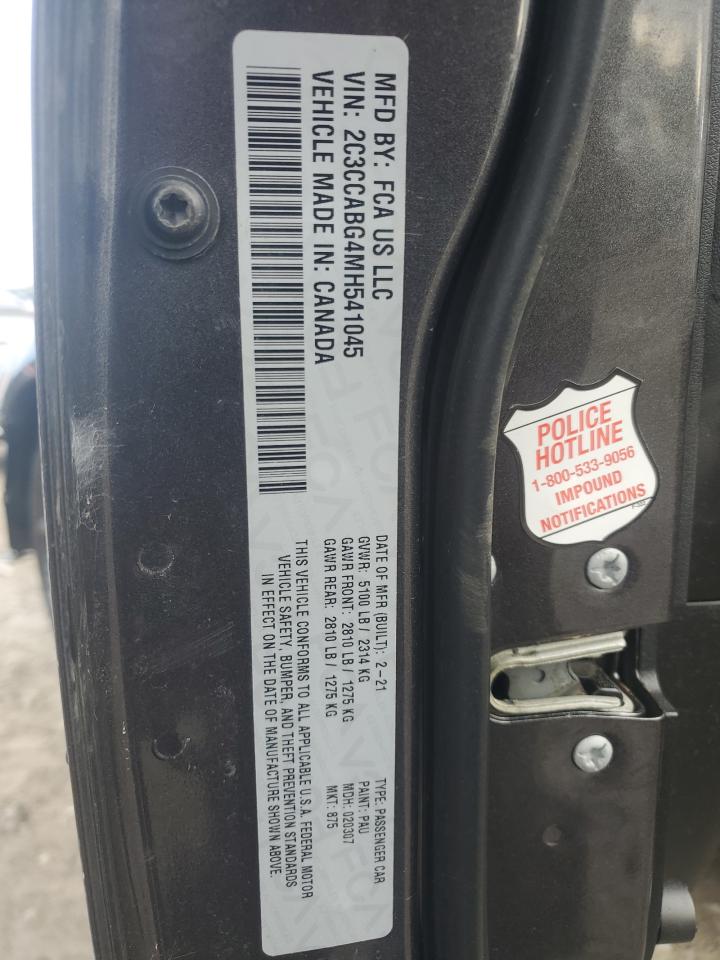 MFD BY: FCA US LLC
VIN: 2C3CCABG4MH541045
VEHICLE MADE IN: CANADA
DATE OF MFR (BUILT): 2-21
GVWR: 5100 LB / 2314 KG
GAWR FRONT: 2810 LB / 1275 KG
GAWR REAR: 2810 LB / 1275 KG
TYPE: PASSENGER CAR
PAINT: PAU
MDH: 020307
MKT: 875
THIS VEHICLE CONFORMS TO ALL APPLICABLE U.S.A. FEDERAL MOTOR
VEHICLE SAFETY, BUMPER, AND THEFT PREVENTION STANDARDS
IN EFFECT ON THE DATE OF MANUFACTURE SHOWN ABOVE.
POLICE
HOTLINE
1-800-533-9056
IMPOUND
NOTIFICATIONS